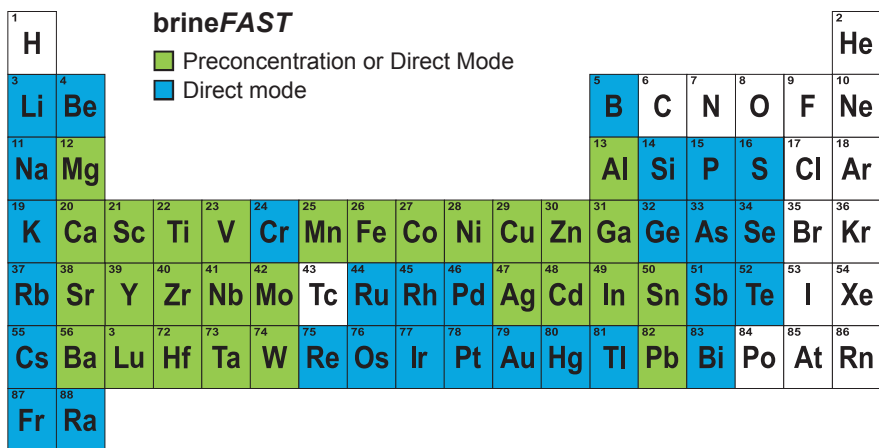 brineFAST
Preconcentration or Direct Mode
Direct mode
1 H 2 He
3 Li 4 Be 5 B 6 C 7 N 8 O 9 F 10 Ne
11 Na 12 Mg 13 Al 14 Si 15 P 16 S 17 Cl 18 Ar
19 K 20 Ca 21 Sc 22 Ti 23 V 24 Cr 25 Mn 26 Fe 27 Co 28 Ni 29 Cu 30 Zn 31 Ga 32 Ge 33 As 34 Se 35 Br 36 Kr
37 Rb 38 Sr 39 Y 40 Zr 41 Nb 42 Mo 43 Tc 44 Ru 45 Rh 46 Pd 47 Ag 48 Cd 49 In 50 Sn 51 Sb 52 Te 53 I 54 Xe
55 Cs 56 Ba 3 Lu 72 Hf 73 Ta 74 W 75 Re 76 Os 77 Ir 78 Pt 79 Au 80 Hg 81 Tl 82 Pb 83 Bi 84 Po 85 At 86 Rn
87 Fr 88 Ra